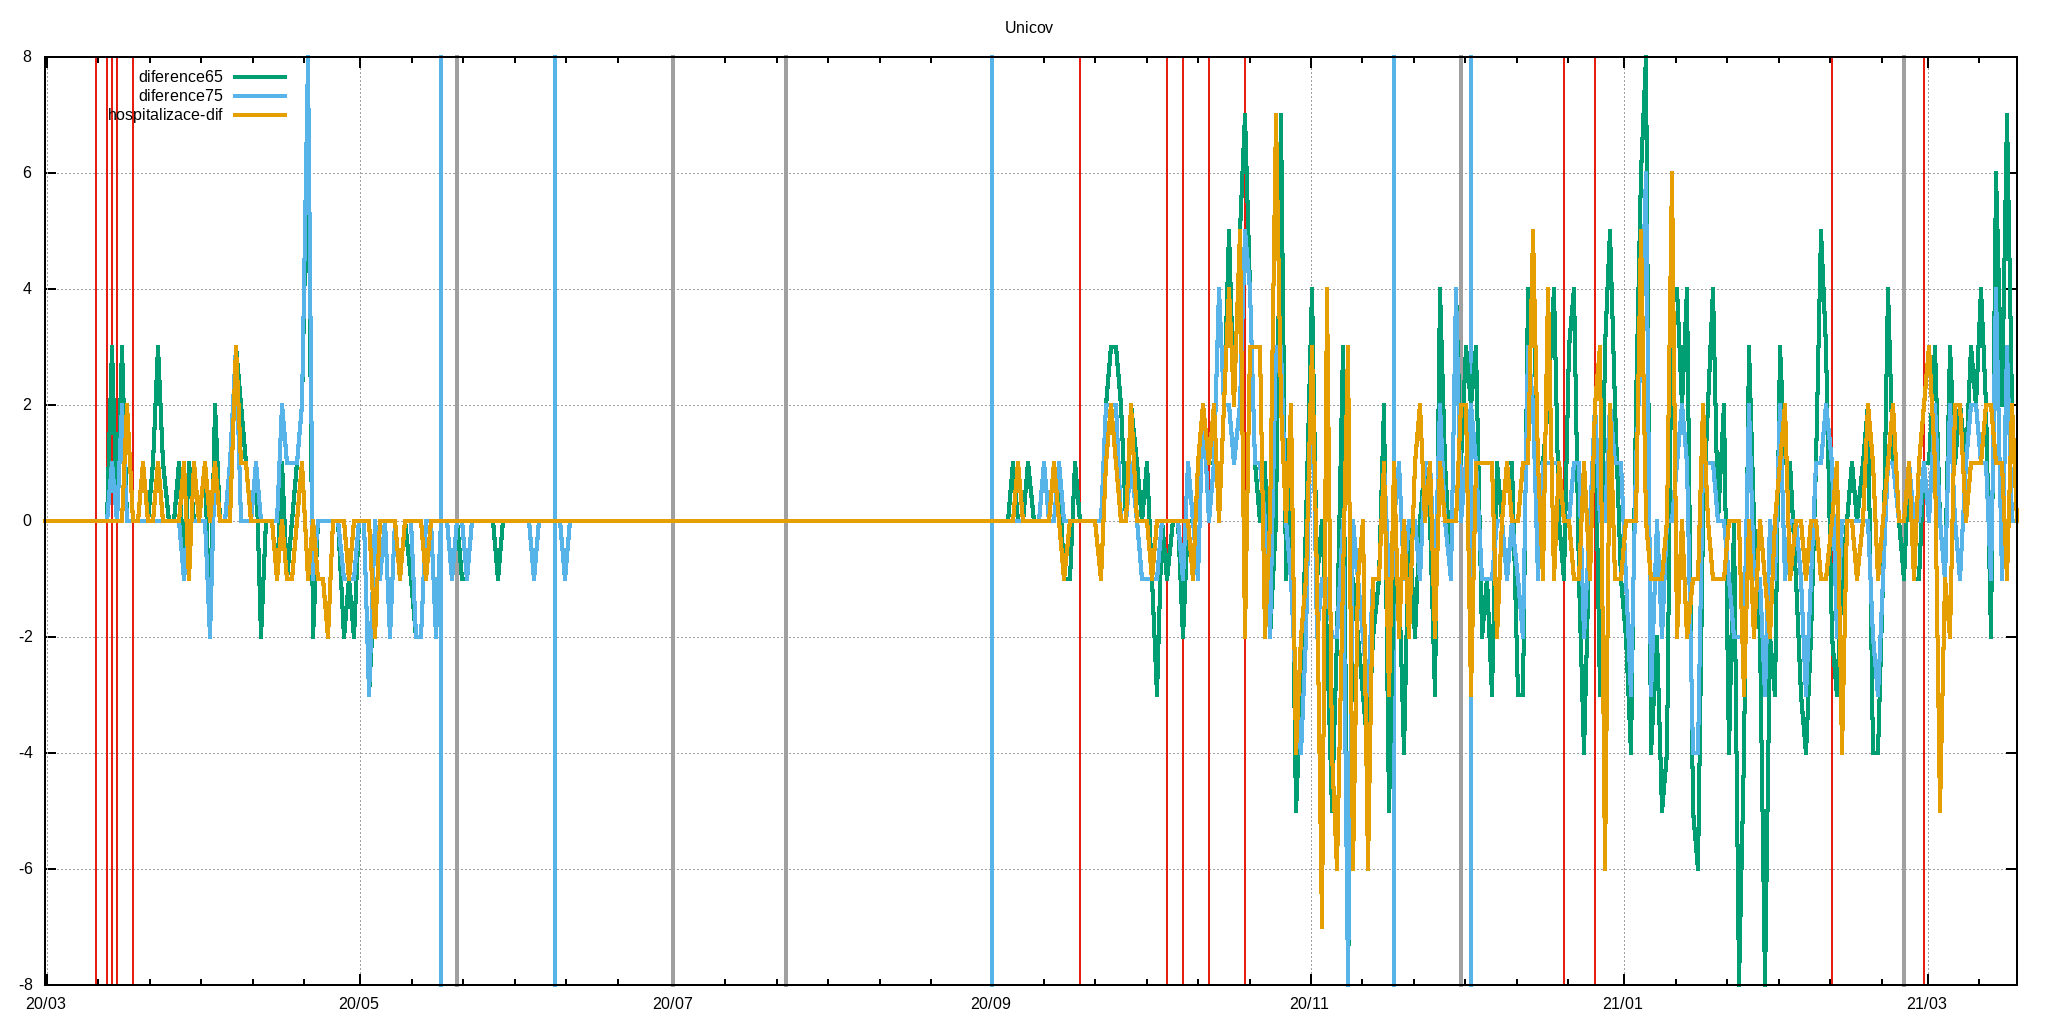 Unicov
diference65
diference75
hospitalizace-dif
8
6
4
2
0
-2
-4
-6
-8
20/03 20/05 20/07 20/09 20/11 21/01 21/03